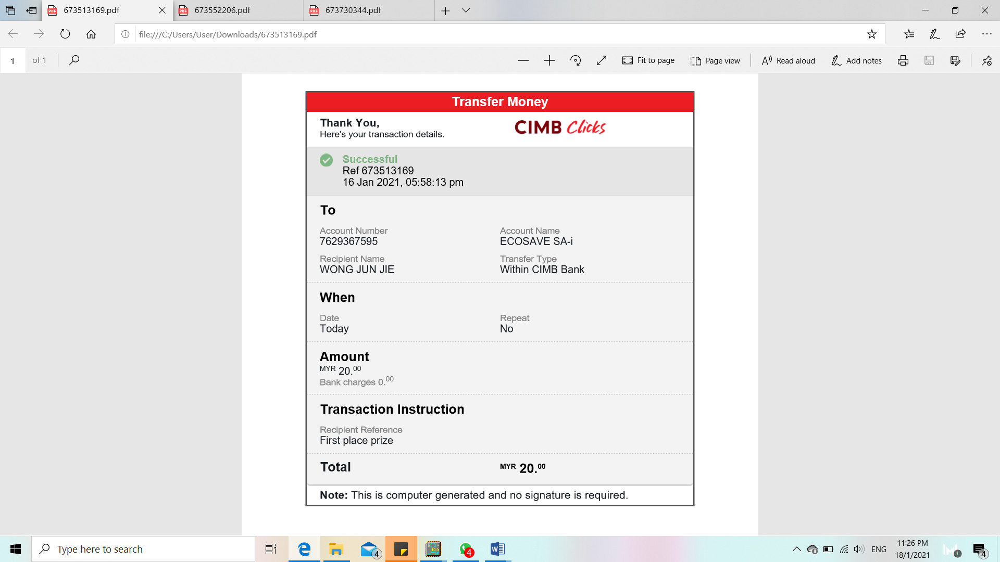 673513169.pdf
673552206.pdf
673730344.pdf
file:///C:/Users/User/Downloads/673513169.pdf
1 of 1
Fit to page
Page view
Read aloud
Add notes
Transfer Money
Thank You,
Here's your transaction details.
CIMB Clicks
Successful
Ref 673513169
16 Jan 2021, 05:58:13 pm
To
Account Number
7629367595
Account Name
ECOSAVE SA-i
Recipient Name
WONG JUN JIE
Transfer Type
Within CIMB Bank
When
Date
Today
Repeat
No
Amount
MYR 20.00
Bank charges 0.00
Transaction Instruction
Recipient Reference
First place prize
Total MYR 20.00
Note: This is computer generated and no signature is required.
Type here to search
4
4
ENG
11:26 PM
18/1/2021
1
4